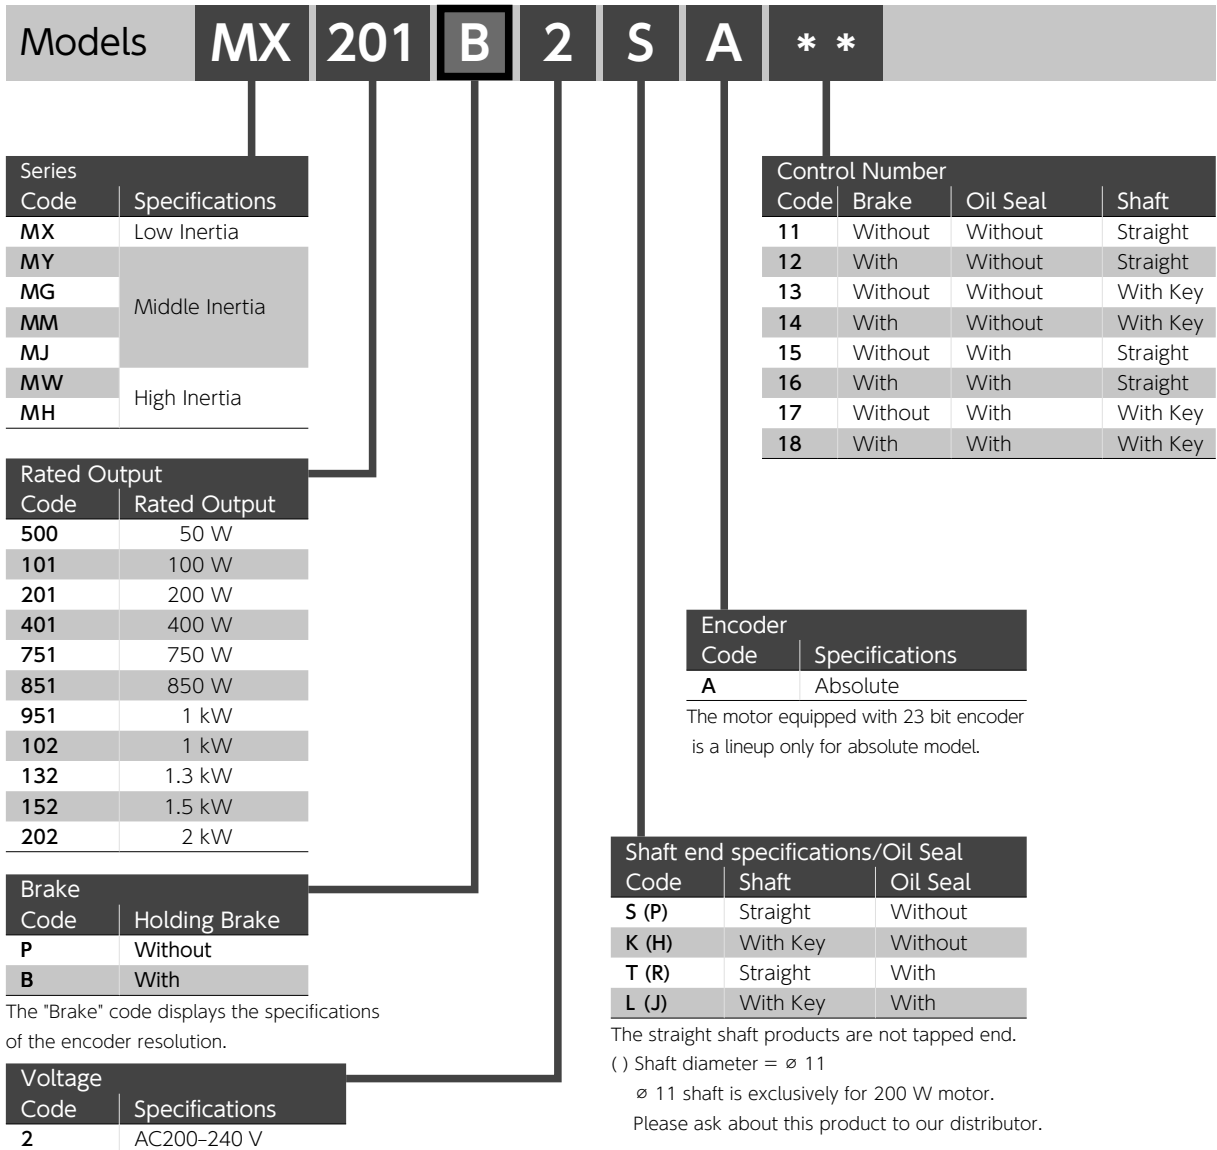 Models MX 201 B 2 S A * *
Series
Code Specifications
MX Low Inertia
MY
MG
Middle Inertia
MM
MJ
MW
High Inertia
MH
Rated Output
Code Rated Output
500 50 W
101 100 W
201 200 W
401 400 W
751 750 W
851 850 W
951 1 kW
102 1 kW
132 1.3 kW
152 1.5 kW
202 2 kW
Brake
Code Holding Brake
P Without
B With
The "Brake" code displays the specifications
of the encoder resolution.
Voltage
Code Specifications
2 AC200–240 V
Control Number
Code Brake Oil Seal Shaft
11 Without Without Straight
12 With Without Straight
13 Without Without With Key
14 With Without With Key
15 Without With Straight
16 With With Straight
17 Without With With Key
18 With With With Key
Encoder
Code Specifications
A Absolute
The motor equipped with 23 bit encoder
is a lineup only for absolute model.
Shaft end specifications/Oil Seal
Code Shaft Oil Seal
S (P) Straight Without
K (H) With Key Without
T (R) Straight With
L (J) With Key With
The straight shaft products are not tapped end.
( ) Shaft diameter = ø 11
ø 11 shaft is exclusively for 200 W motor.
Please ask about this product to our distributor.